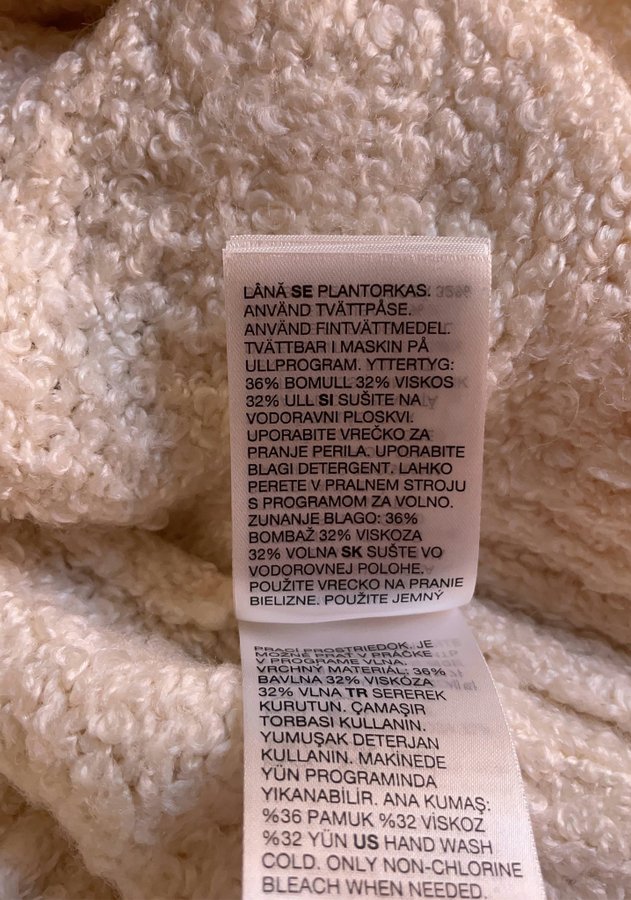 LÂNĂ SE PLANTORKAS.
ANVÄND TVÄTTPÅSE.
ANVÄND FINTVÄTTMEDEL.
TVÄTTBAR I MASKIN PÅ
ULLPROGRAM. YTTERTYG:
36% BOMULL 32% VISKOS
32% ULL SI SUŠITE NA
VODORAVNI PLOSKVI.
UPORABITE VREČKO ZA
PRANJE PERILA. UPORABITE
BLAGI DETERGENT. LAHKO
PERETE V PRALNEM STROJU
S PROGRAMOM ZA VOLNO.
ZUNANJE BLAGO: 36%
BOMBAŽ 32% VISKOZA
32% VOLNA SK SUŠTE VO
VODOROVNEJ POLOHE.
POUŽITE VRECKO NA PRANIE
BIELIZNE. POUŽITE JEMNÝ
PRACÍ PROSTRIEDOK. JE
MOŽNÉ PRAŤ V PRÁČKE
V PROGRAME VLNA.
VRCHNÝ MATERIÁL: 36%
BAVLNA 32% VISKÓZA
32% VLNA TR SEREREK
KURUTUN. ÇAMAŞIR
TORBASI KULLANIN.
YUMUŞAK DETERJAN
KULLANIN. MAKİNEDE
YÜN PROGRAMINDA
YIKANABİLİR. ANA KUMAŞ:
%36 PAMUK %32 VİSKOZ
%32 YÜN US HAND WASH
COLD. ONLY NON-CHLORINE
BLEACH WHEN NEEDED.